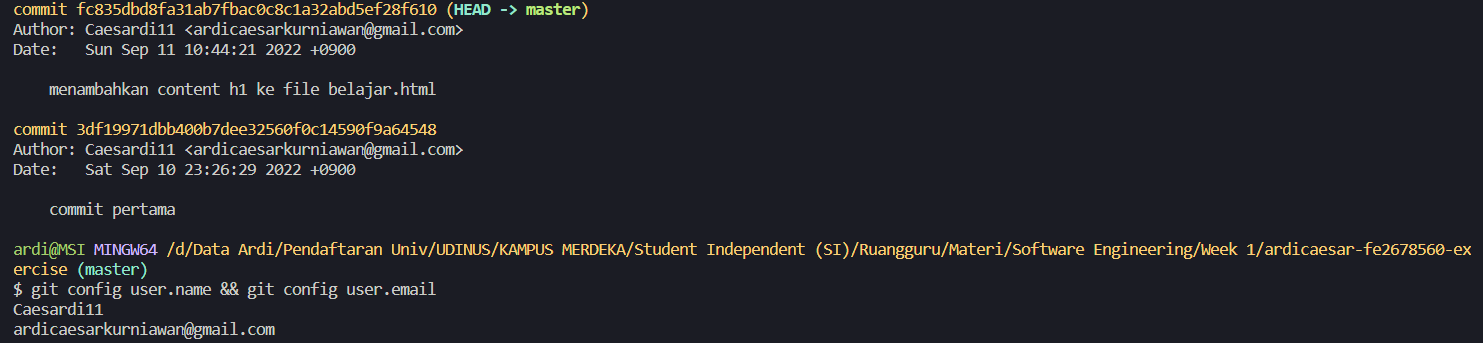 commit fc835dbd8fa31ab7fbac0c8c1a32abd5ef28f610 (HEAD -> master)
Author: Caesardi11 <ardicaesarkurniawan@gmail.com>
Date:   Sun Sep 11 10:44:21 2022 +0900
    menambahkan content h1 ke file belajar.html
commit 3df19971dbb400b7dee32560f0c14590f9a64548
Author: Caesardi11 <ardicaesarkurniawan@gmail.com>
Date:   Sat Sep 10 23:26:29 2022 +0900
    commit pertama
ardi@MSI MINGW64 /d/Data Ardi/Pendaftaran Univ/UDINUS/KAMPUS MERDEKA/Student Independent (SI)/Ruangguru/Materi/Software Engineering/Week 1/ardicaesar-fe2678560-ex
ercise (master)
$ git config user.name && git config user.email
Caesardi11
ardicaesarkurniawan@gmail.com